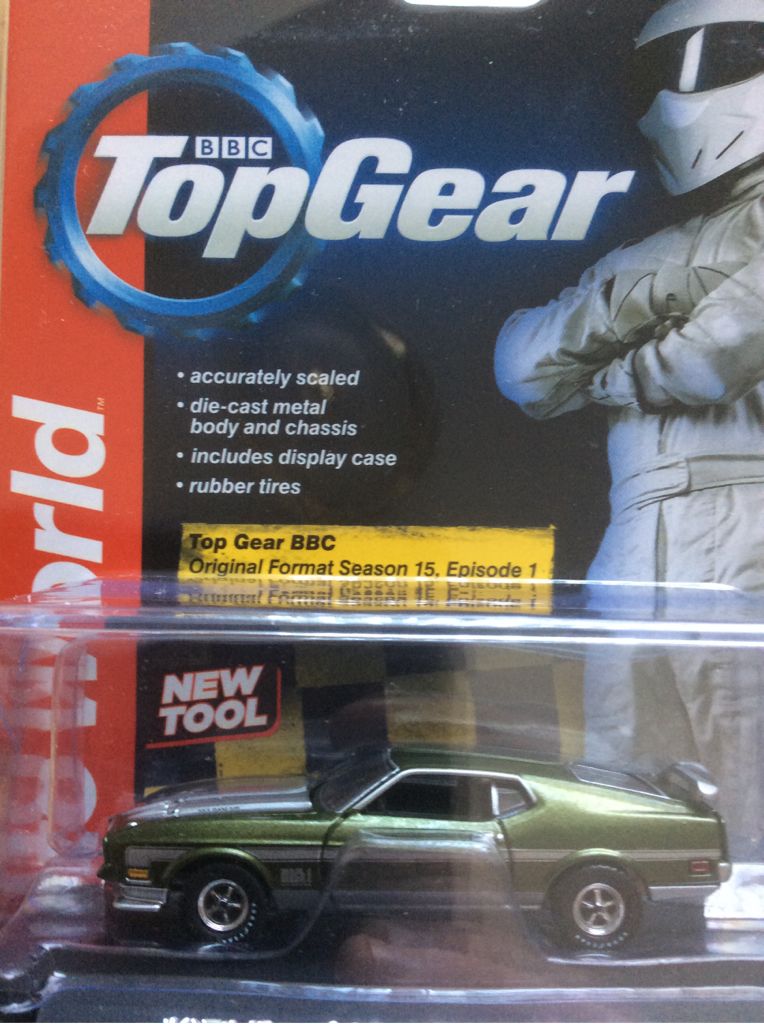 BBC
TopGear
• accurately scaled
• die-cast metal
body and chassis
• includes display case
• rubber tires
Top Gear BBC
Original Format Season 15, Episode 1
NEW
TOOL